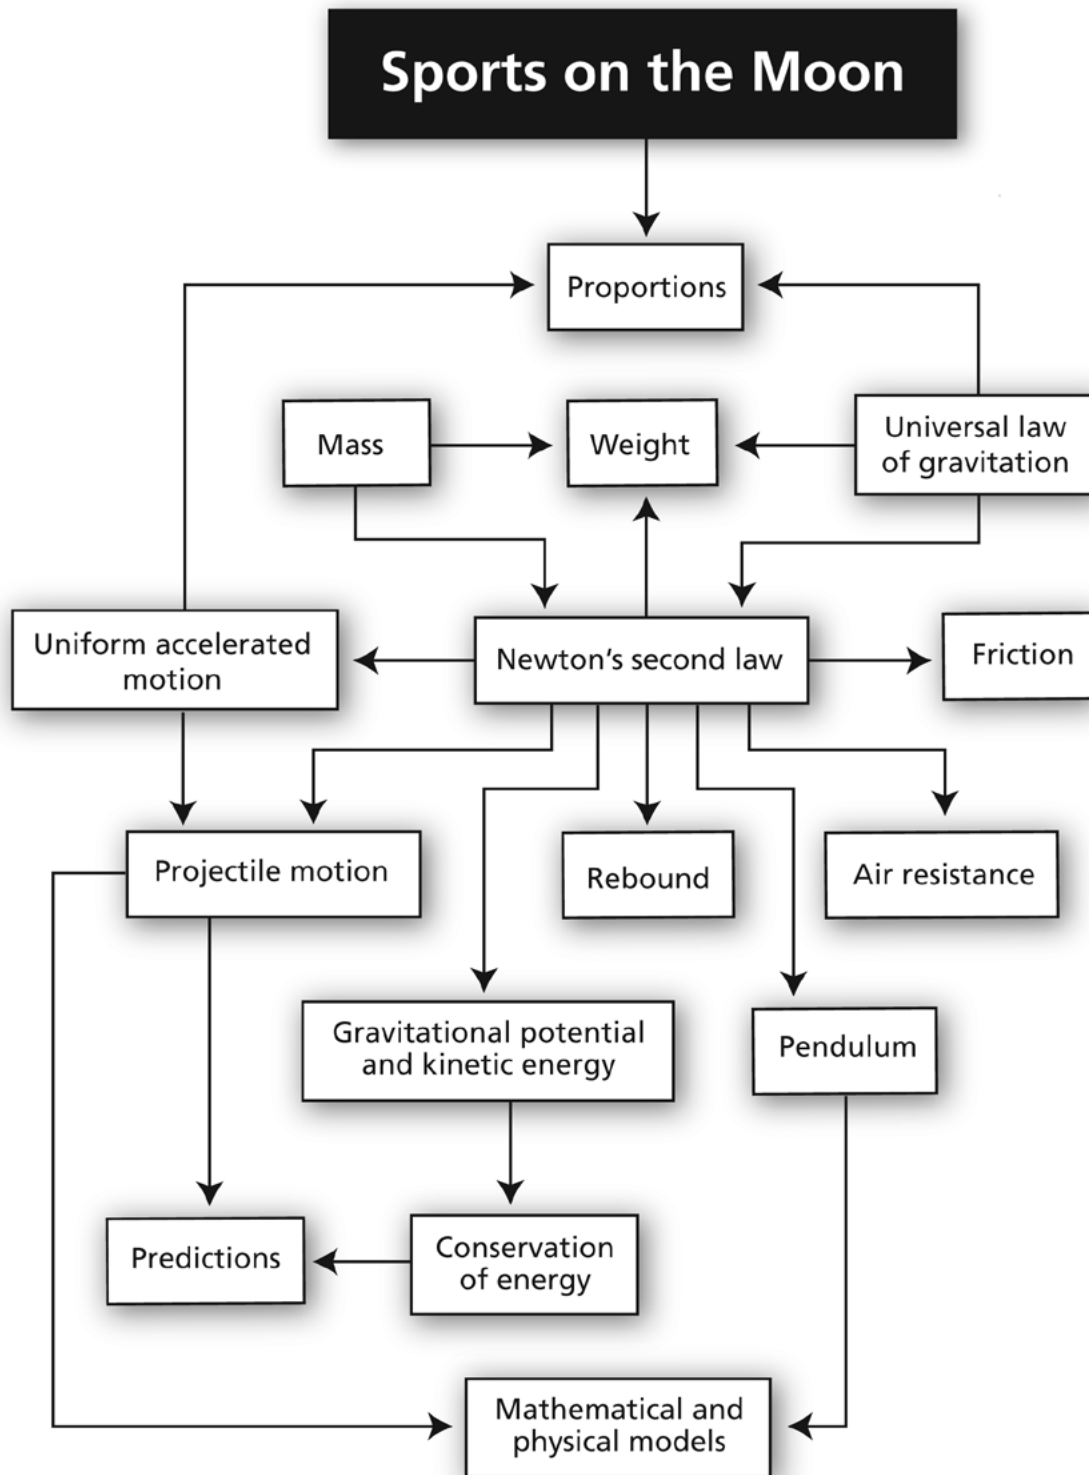 Sports on the Moon
Proportions
Mass
Weight
Universal law
of gravitation
Uniform accelerated
motion
Newton's second law
Friction
Projectile motion
Rebound
Air resistance
Gravitational potential
and kinetic energy
Pendulum
Predictions
Conservation
of energy
Mathematical and
physical models